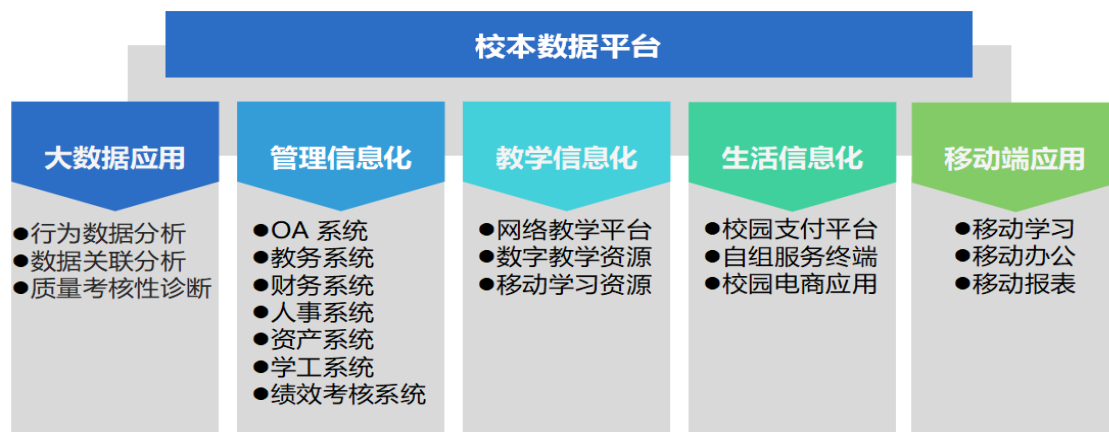 校本数据平台
大数据应用
●行为数据分析
●数据关联分析
●质量考核性诊断
管理信息化
●OA 系统
●教务系统
●财务系统
●人事系统
●资产系统
●学工系统
●绩效考核系统
教学信息化
●网络教学平台
●数字教学资源
●移动学习资源
生活信息化
●校园支付平台
●自组服务终端
●校园电商应用
移动端应用
●移动学习
●移动办公
●移动报表